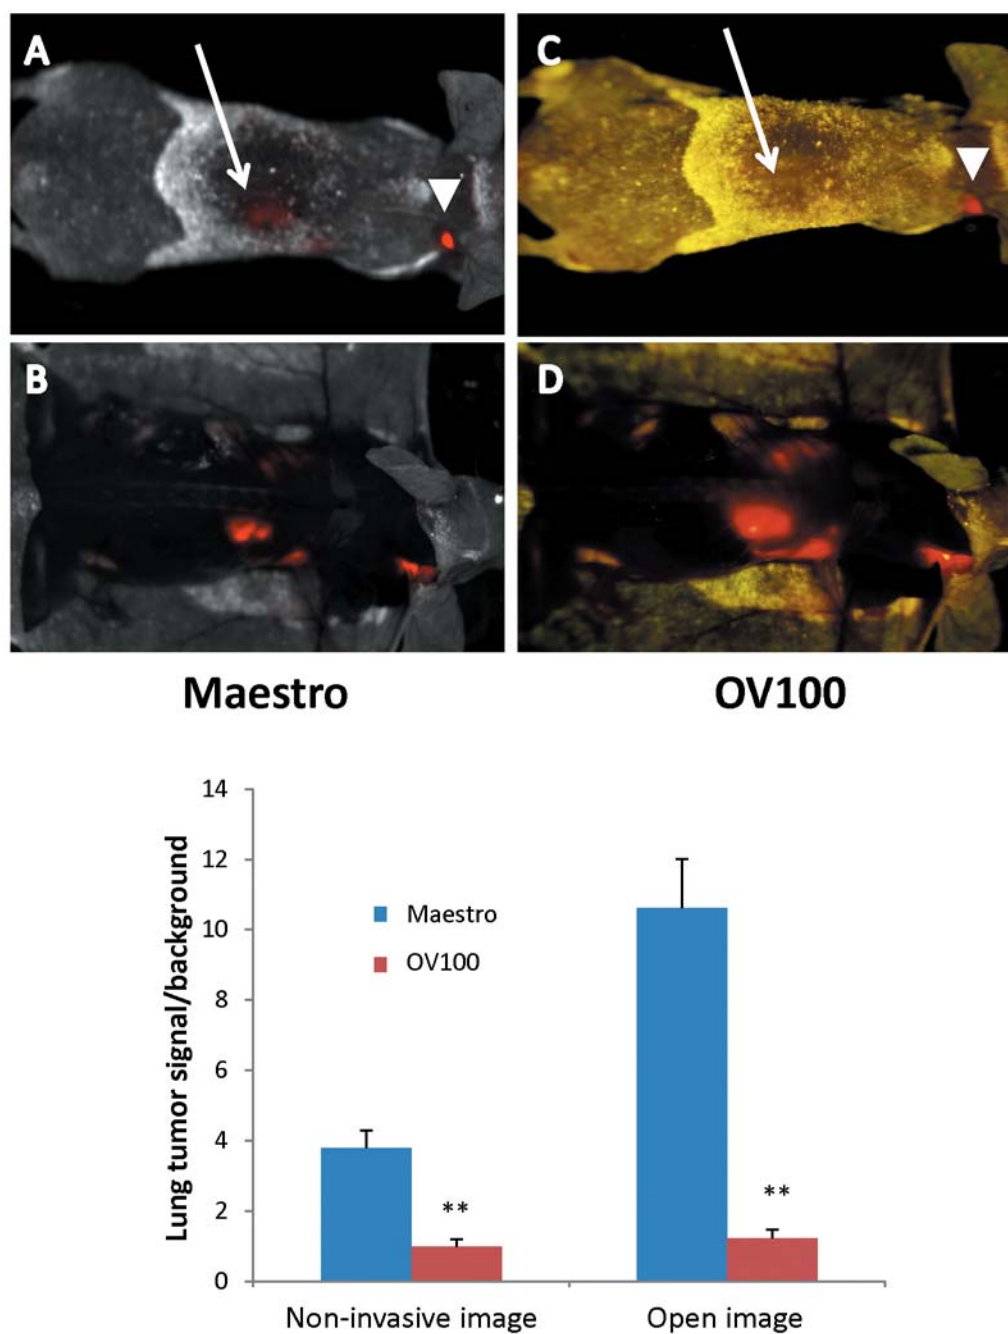 A
C
B
D
Maestro
OV100
Lung tumor signal/background
14
12
10
8
6
4
2
0
Maestro
OV100
**
**
Non-invasive image
Open image